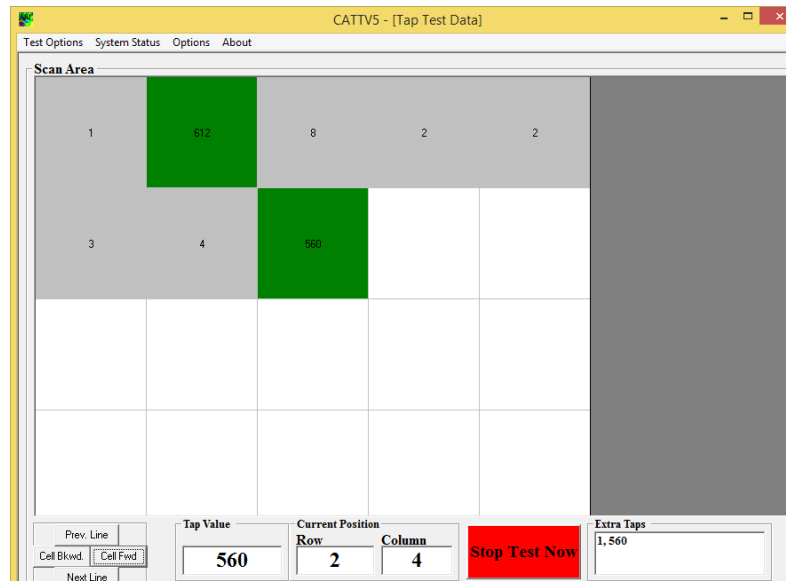 CATTV5 - [Tap Test Data]
Test Options System Status Options About
Scan Area
1 612 8 2 2
3 4 560
Prev. Line
Cell Bkwd. Cell Fwd
Next Line
Tap Value
560
Current Position
Row Column
2 4
Stop Test Now
Extra Taps
1, 560